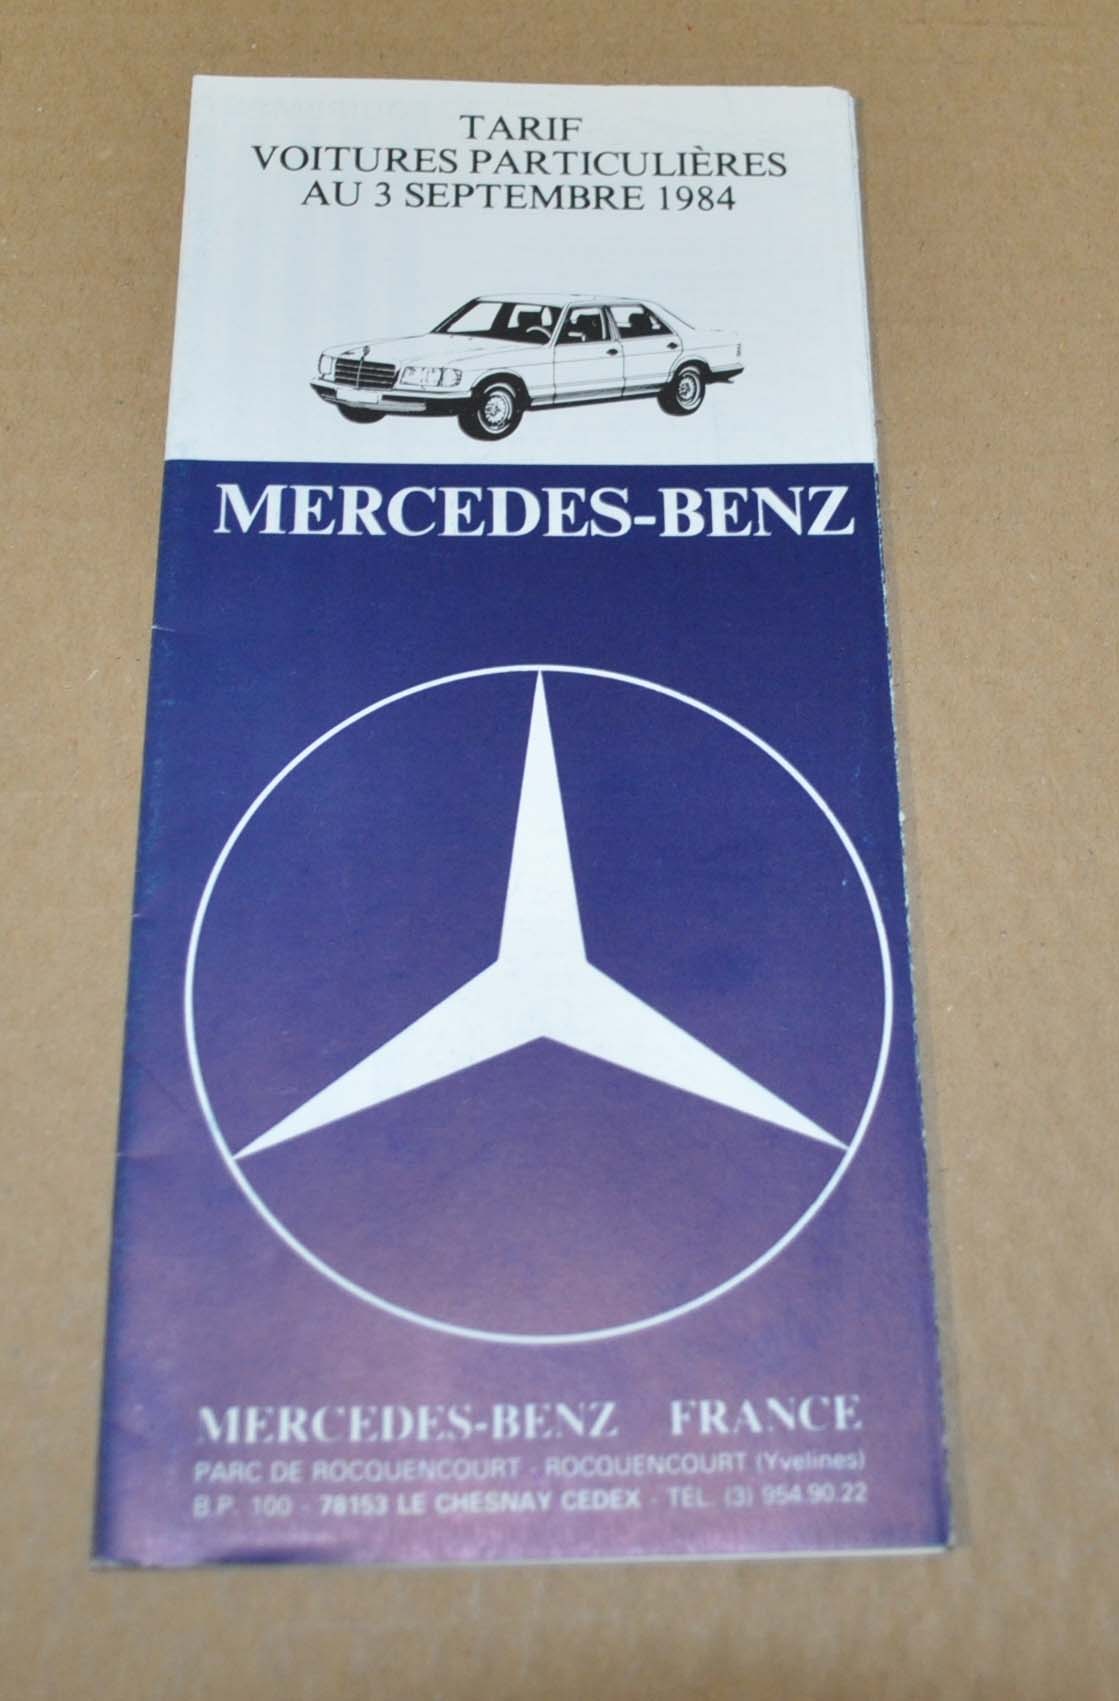 TARIF
VOITURES PARTICULIÈRES
AU 3 SEPTEMBRE 1984
MERCEDES-BENZ
MERCEDES-BENZ FRANCE
PARC DE ROCQUENCOURT - ROCQUENCOURT (Yvelines)
B.P. 100 - 78153 LE CHESNAY CEDEX - TÉL. (3) 954.90.22